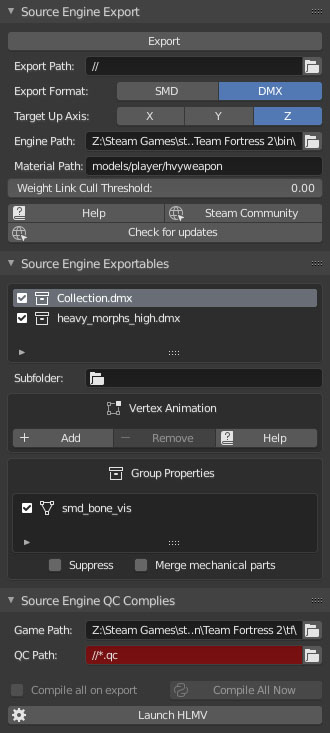 Source Engine Export
Export
Export Path: //
Export Format: SMD DMX
Target Up Axis: X Y Z
Engine Path: Z:\Steam Games\st..Team Fortress 2\bin\
Material Path: models/player/hvyweapon
Weight Link Cull Threshold: 0.00
Help Steam Community
Check for updates
Source Engine Exportables
Collection.dmx
heavy_morphs_high.dmx
Subfolder:
Vertex Animation
+ Add − Remove Help
Group Properties
smd_bone_vis
Suppress Merge mechanical parts
Source Engine QC Complies
Game Path: Z:\Steam Games\st..n\Team Fortress 2\tf\
QC Path: //*.qc
Compile all on export Compile All Now
Launch HLMV